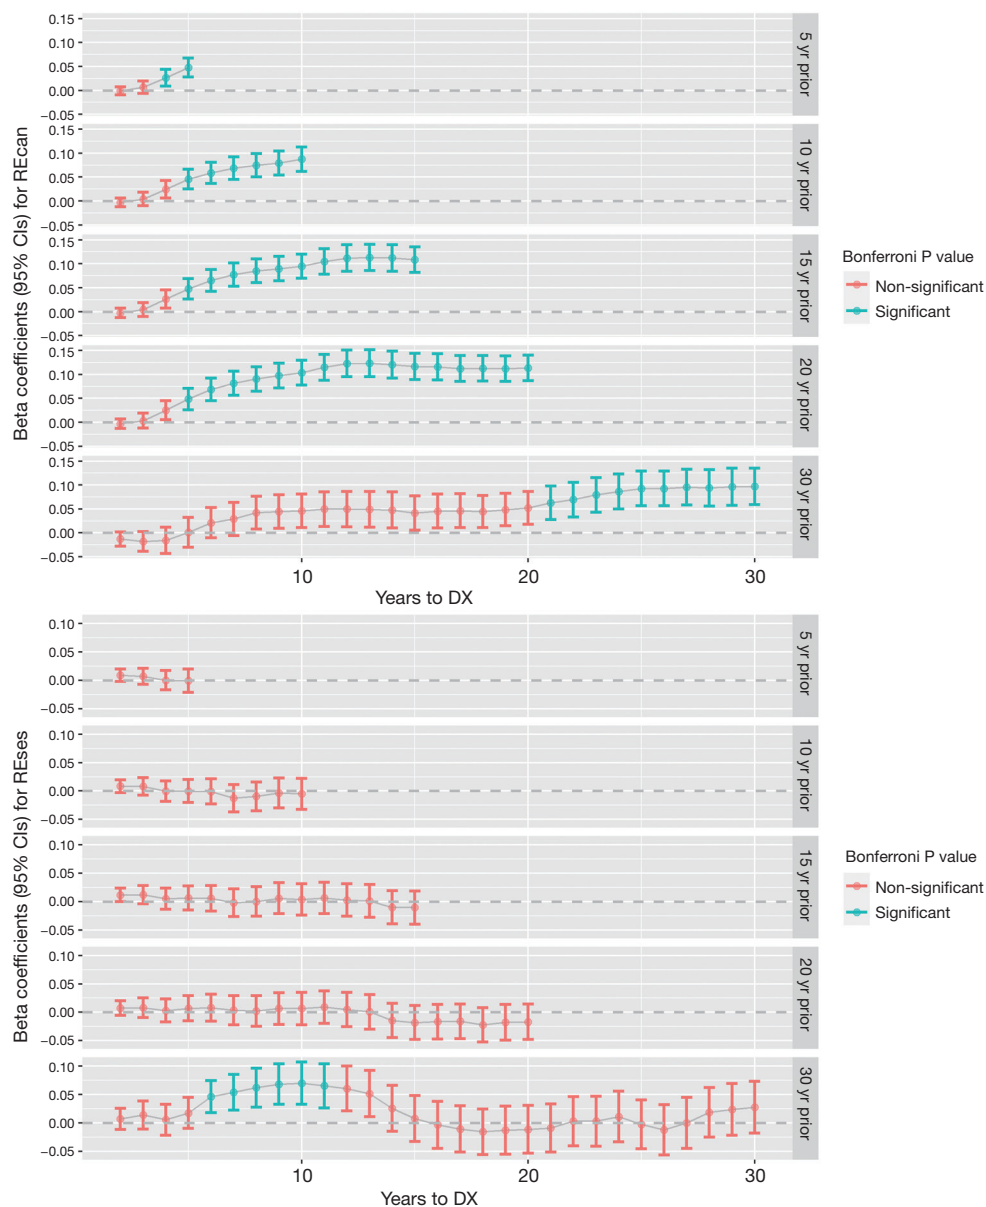 Beta coefficients (95% CIs) for REcan
0.15
0.10
0.05
0.00
−0.05
5 yr prior
0.15
0.10
0.05
0.00
−0.05
10 yr prior
0.15
0.10
0.05
0.00
−0.05
15 yr prior
0.15
0.10
0.05
0.00
−0.05
20 yr prior
0.15
0.10
0.05
0.00
−0.05
30 yr prior
10
20
30
Years to DX
Bonferroni P value
Non-significant
Significant
Beta coefficients (95% CIs) for REses
0.10
0.05
0.00
−0.05
5 yr prior
0.10
0.05
0.00
−0.05
10 yr prior
0.10
0.05
0.00
−0.05
15 yr prior
0.10
0.05
0.00
−0.05
20 yr prior
0.10
0.05
0.00
−0.05
30 yr prior
10
20
30
Years to DX
Bonferroni P value
Non-significant
Significant